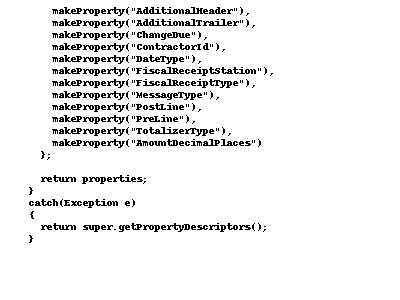 makeProperty("AdditionalHeader"),
makeProperty("AdditionalTrailer"),
makeProperty("ChangeDue"),
makeProperty("ContractorId"),
makeProperty("DateType"),
makeProperty("FiscalReceiptStation"),
makeProperty("FiscalReceiptType"),
makeProperty("MessageType"),
makeProperty("PostLine"),
makeProperty("PreLine"),
makeProperty("TotalizerType"),
makeProperty("AmountDecimalPlaces")
};
return properties;
}
catch(Exception e)
{
return super.getPropertyDescriptors();
}